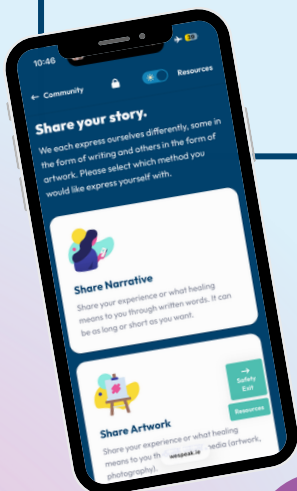 10:46
20
← Community
Resources
Share your story.
We each express ourselves differently, some in
the form of writing and others in the form of
artwork. Please select which method you
would like express yourself with.
Share Narrative
Share your experience or what healing
means to you through written words. It can
be as long or short as you want.
→
Safety
Exit
Resources
Share Artwork
Share your experience or what healing
means to you th media (artwork,
photography).
wespeak.ie